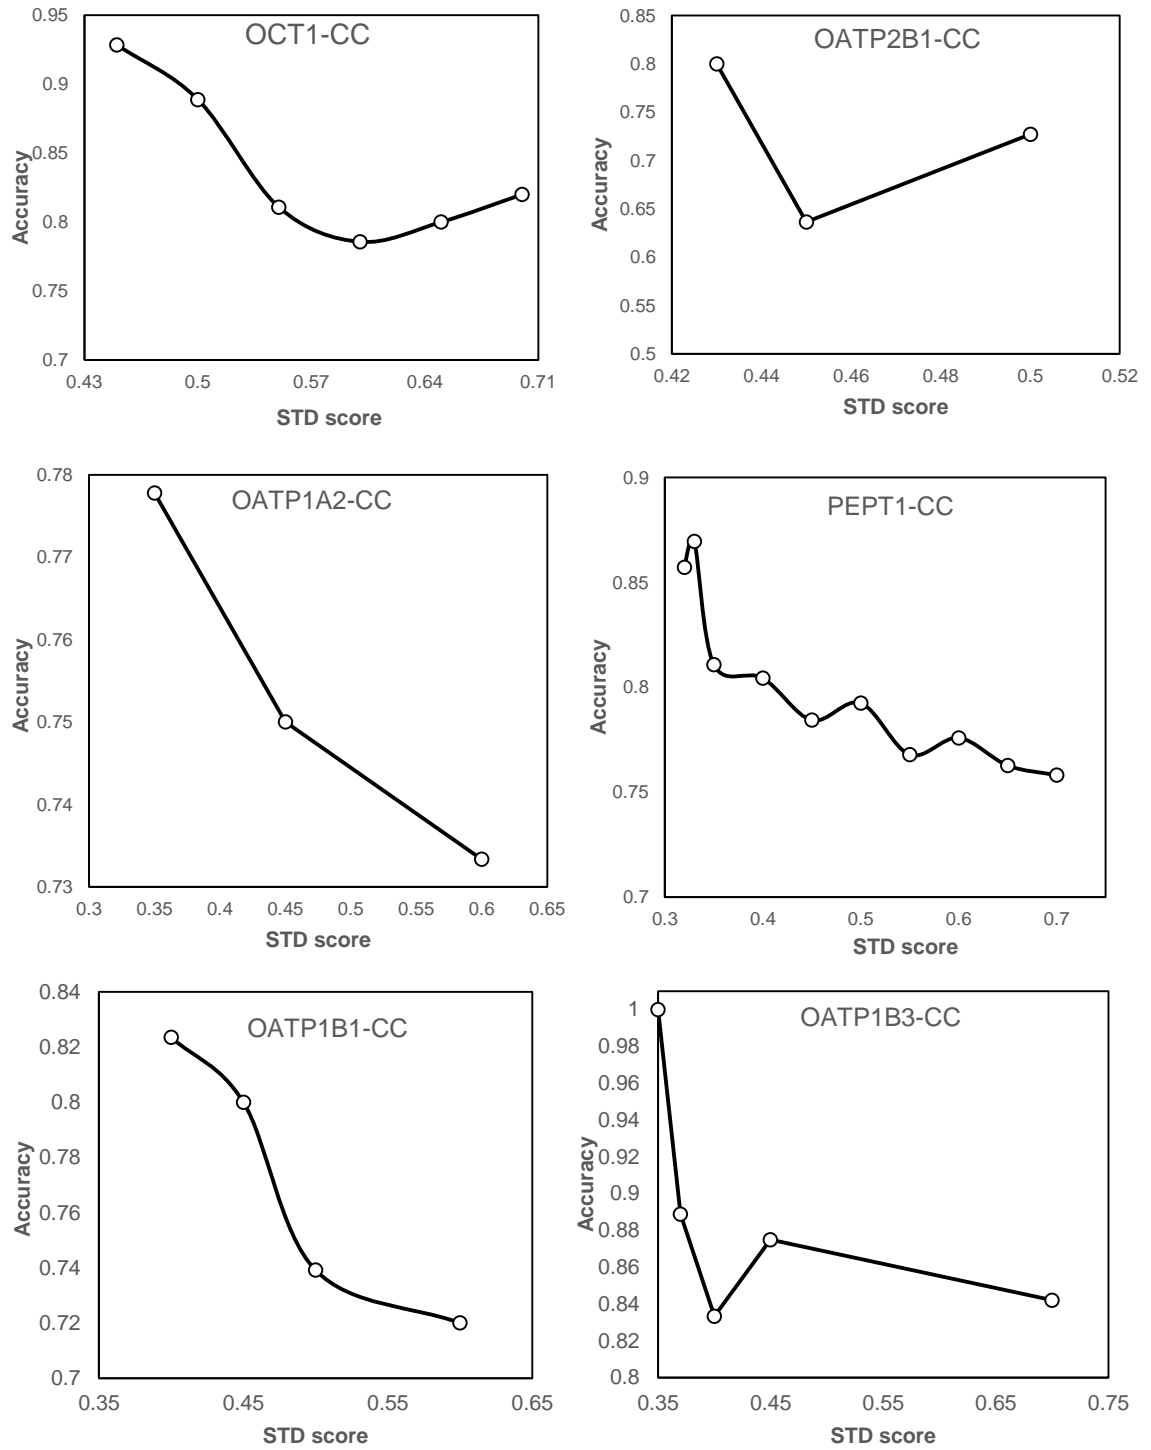 OCT1-CC
0.95
0.9
0.85
0.8
0.75
0.7
Accuracy
0.43 0.5 0.57 0.64 0.71
STD score
OATP2B1-CC
0.85
0.8
0.75
0.7
0.65
0.6
0.55
0.5
Accuracy
0.42 0.44 0.46 0.48 0.5 0.52
STD score
OATP1A2-CC
0.78
0.77
0.76
0.75
0.74
0.73
Accuracy
0.3 0.35 0.4 0.45 0.5 0.55 0.6 0.65
STD score
PEPT1-CC
0.9
0.85
0.8
0.75
0.7
Accuracy
0.3 0.4 0.5 0.6 0.7
STD score
OATP1B1-CC
0.84
0.82
0.8
0.78
0.76
0.74
0.72
0.7
Accuracy
0.35 0.45 0.55 0.65
STD score
OATP1B3-CC
1
0.98
0.96
0.94
0.92
0.9
0.88
0.86
0.84
0.82
0.8
Accuracy
0.35 0.45 0.55 0.65 0.75
STD score